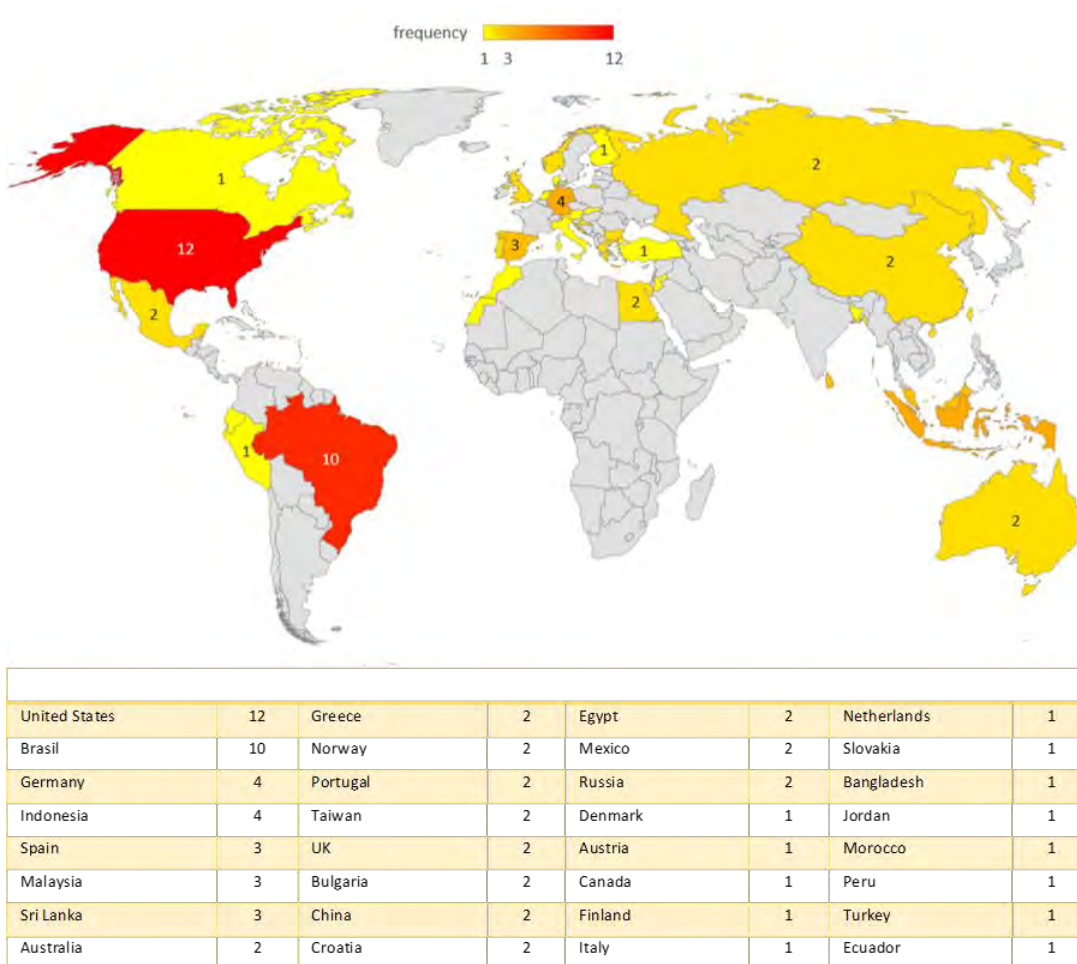 frequency
1 3 12
1
2
1
4
12
3
1
2
2
2
1
10
2
United States 12 Greece 2 Egypt 2 Netherlands 1
Brasil 10 Norway 2 Mexico 2 Slovakia 1
Germany 4 Portugal 2 Russia 2 Bangladesh 1
Indonesia 4 Taiwan 2 Denmark 1 Jordan 1
Spain 3 UK 2 Austria 1 Morocco 1
Malaysia 3 Bulgaria 2 Canada 1 Peru 1
Sri Lanka 3 China 2 Finland 1 Turkey 1
Australia 2 Croatia 2 Italy 1 Ecuador 1